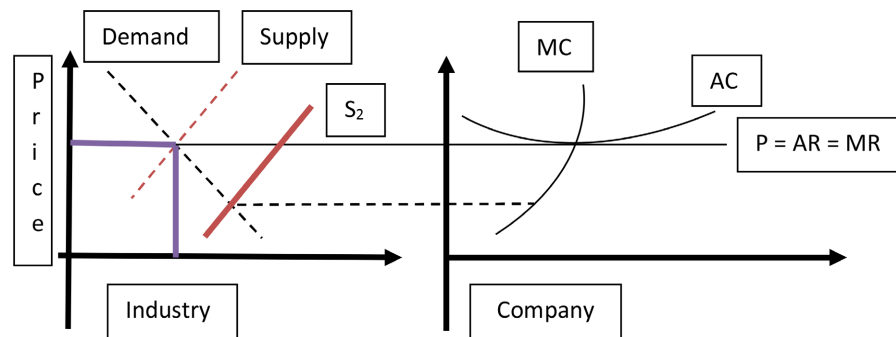 Demand
Supply
MC
AC
S₂
P
r
i
c
e
P = AR = MR
Industry
Company